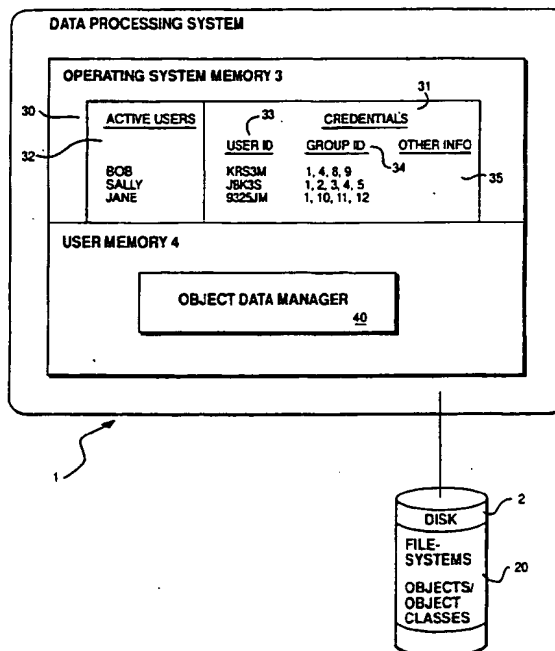 DATA PROCESSING SYSTEM
OPERATING SYSTEM MEMORY 3
31
30
ACTIVE USERS
33
CREDENTIALS
32
USER ID
GROUP ID
OTHER INFO
34
35
BOB KRS3M 1, 4, 8, 9
SALLY JBK3S 1, 2, 3, 4, 5
JANE 9325JM 1, 10, 11, 12
USER MEMORY 4
OBJECT DATA MANAGER
40
1
2
DISK
FILE-
SYSTEMS
20
OBJECTS/
OBJECT
CLASSES